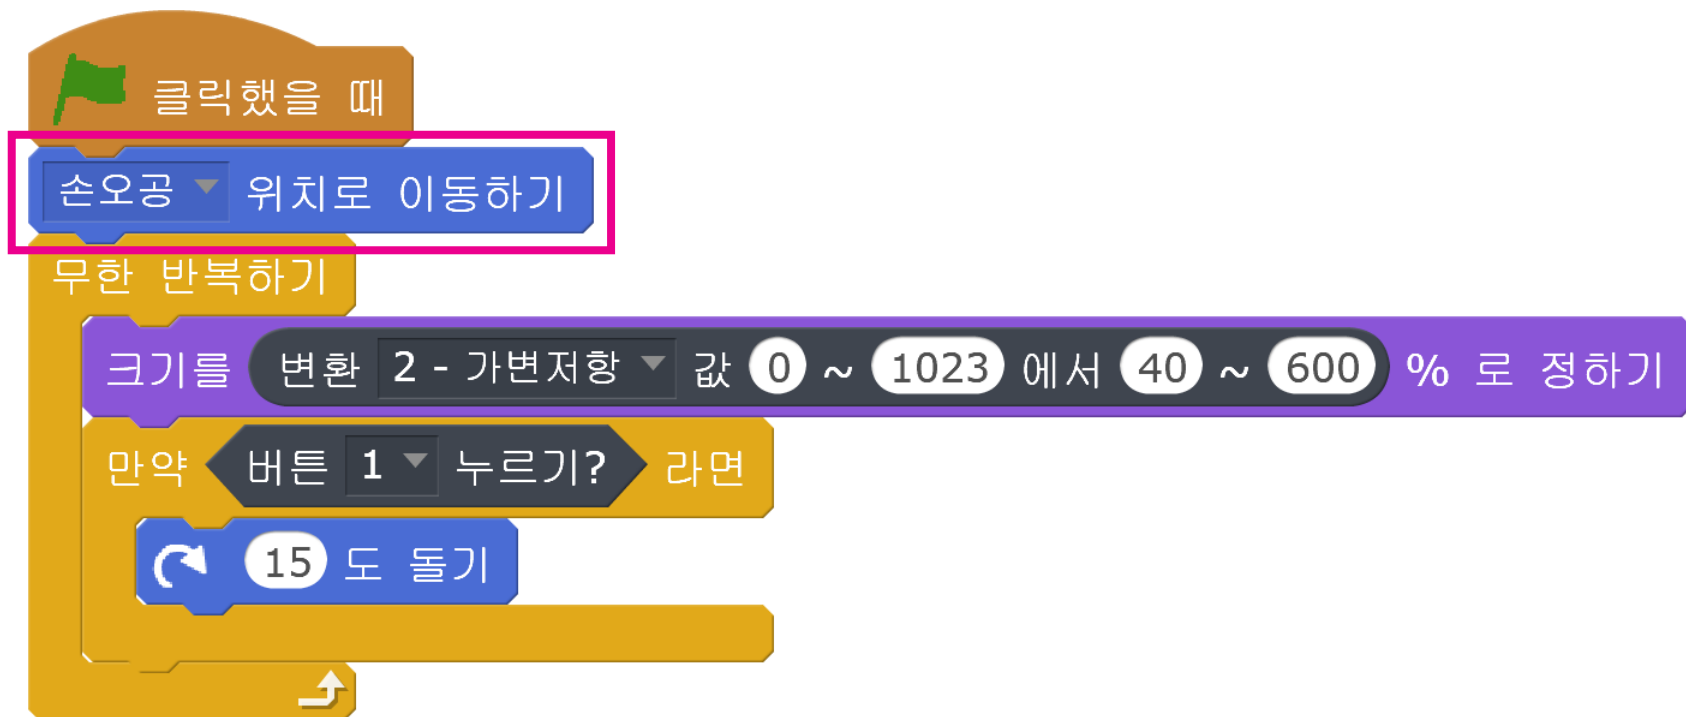 클릭했을 때
손오공 위치로 이동하기
무한 반복하기
크기를 변환 2 - 가변저항 값 0 ~ 1023 에서 40 ~ 600 % 로 정하기
만약 버튼 1 누르기? 라면
15 도 돌기